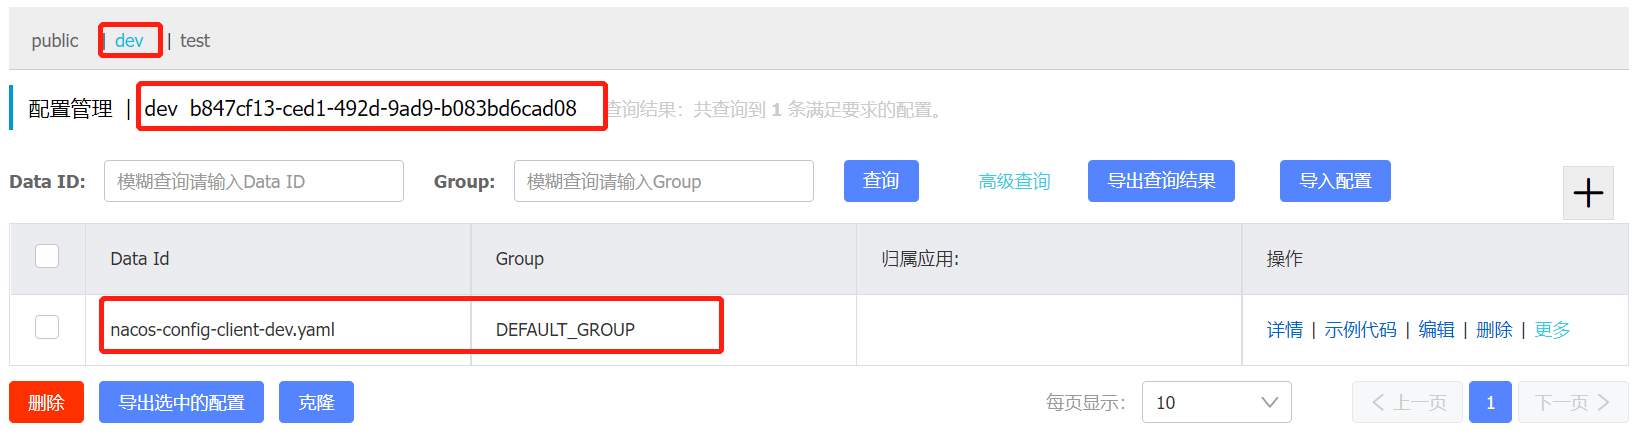 public | dev | test
配置管理 | dev b847cf13-ced1-492d-9ad9-b083bd6cad08 查询结果：共查询到 1 条满足要求的配置。
Data ID: 模糊查询请输入Data ID Group: 模糊查询请输入Group 查询 高级查询 导出查询结果 导入配置
Data Id Group 归属应用: 操作
nacos-config-client-dev.yaml DEFAULT_GROUP 详情 | 示例代码 | 编辑 | 删除 | 更多
删除 导出选中的配置 克隆 每页显示: 10 上一页 1 下一页